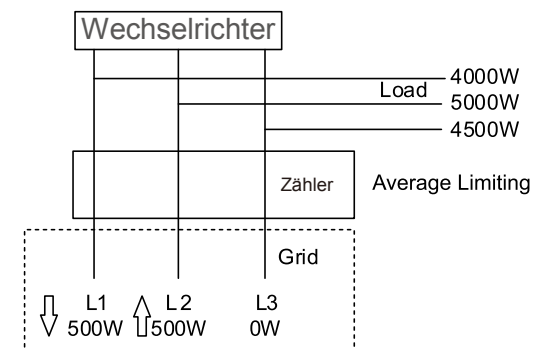 Wechselrichter
4000W
Load
5000W
4500W
Zähler
Average Limiting
Grid
L1 L2 L3
500W 500W 0W